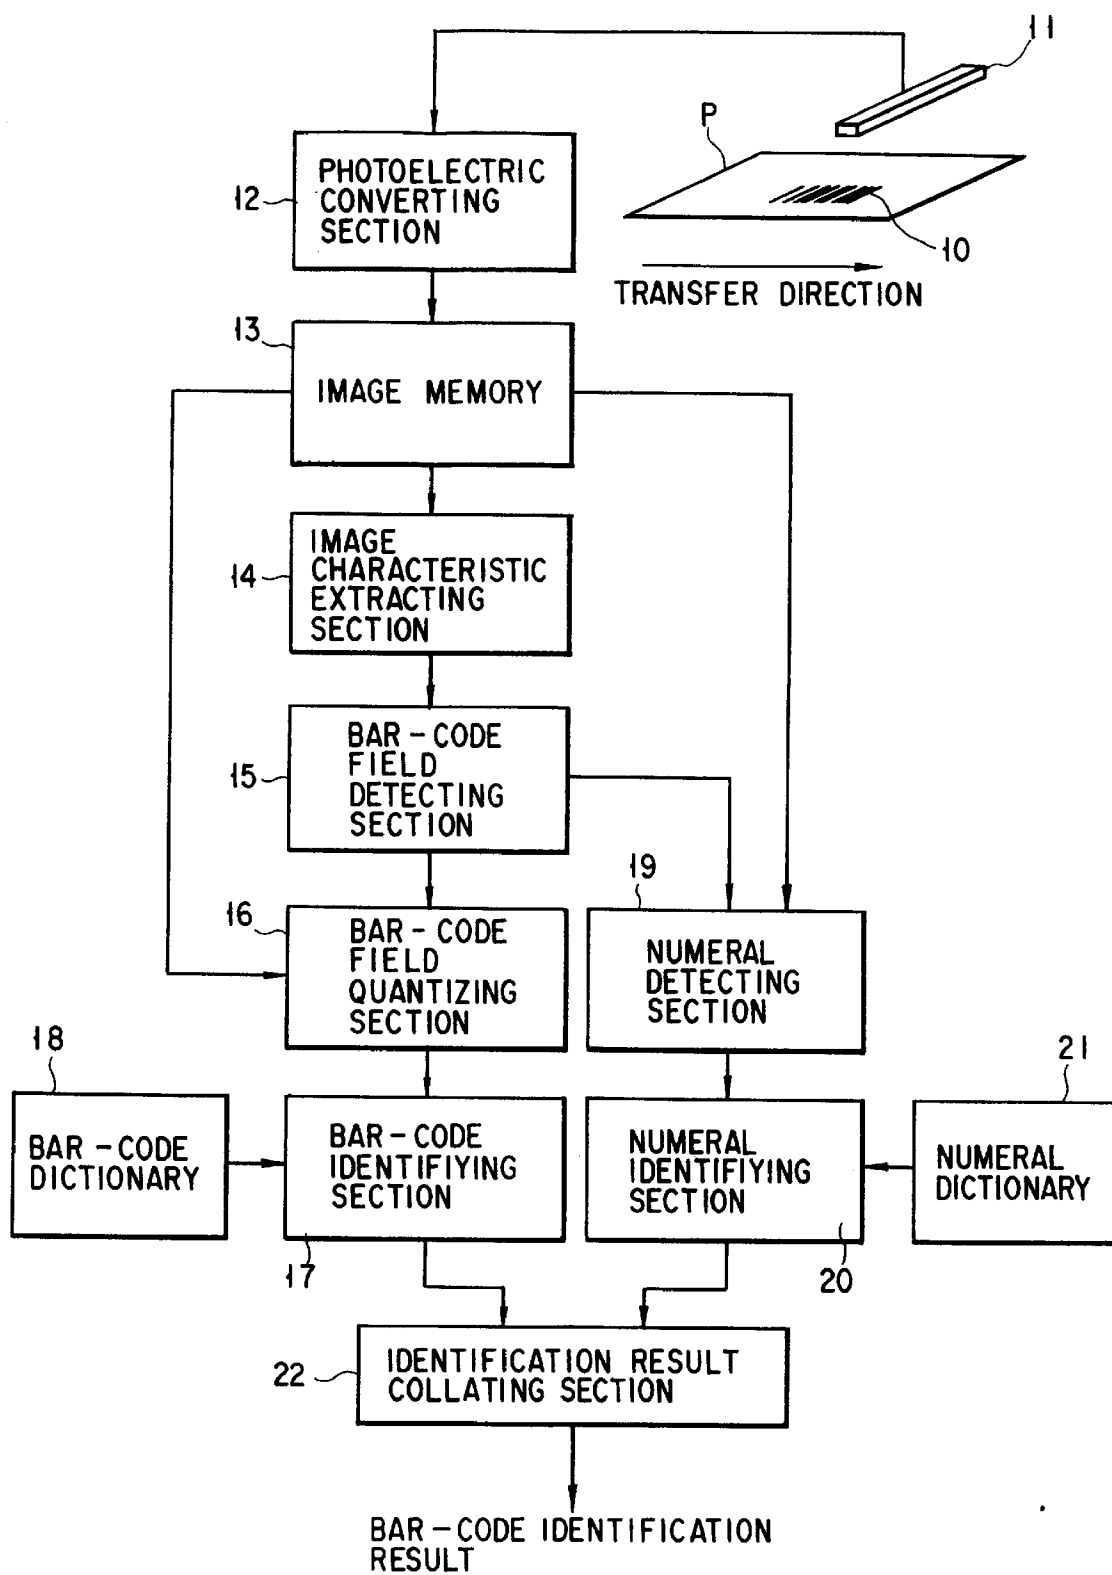 11
P
PHOTOELECTRIC
CONVERTING
SECTION
12
10
TRANSFER DIRECTION
13
IMAGE MEMORY
IMAGE
CHARACTERISTIC
EXTRACTING
SECTION
14
BAR-CODE
FIELD
DETECTING
SECTION
15
19
16
BAR-CODE
FIELD
QUANTIZING
SECTION
NUMERAL
DETECTING
SECTION
18
21
BAR-CODE
DICTIONARY
BAR-CODE
IDENTIFIYING
SECTION
NUMERAL
IDENTIFIYING
SECTION
NUMERAL
DICTIONARY
17
20
22
IDENTIFICATION RESULT
COLLATING SECTION
BAR-CODE IDENTIFICATION
RESULT